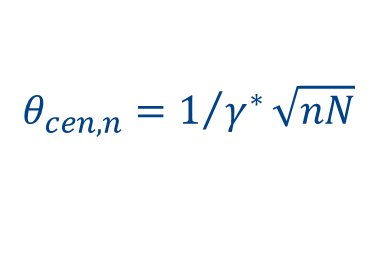 θ_{cen,n} = 1/γ* √(nN)